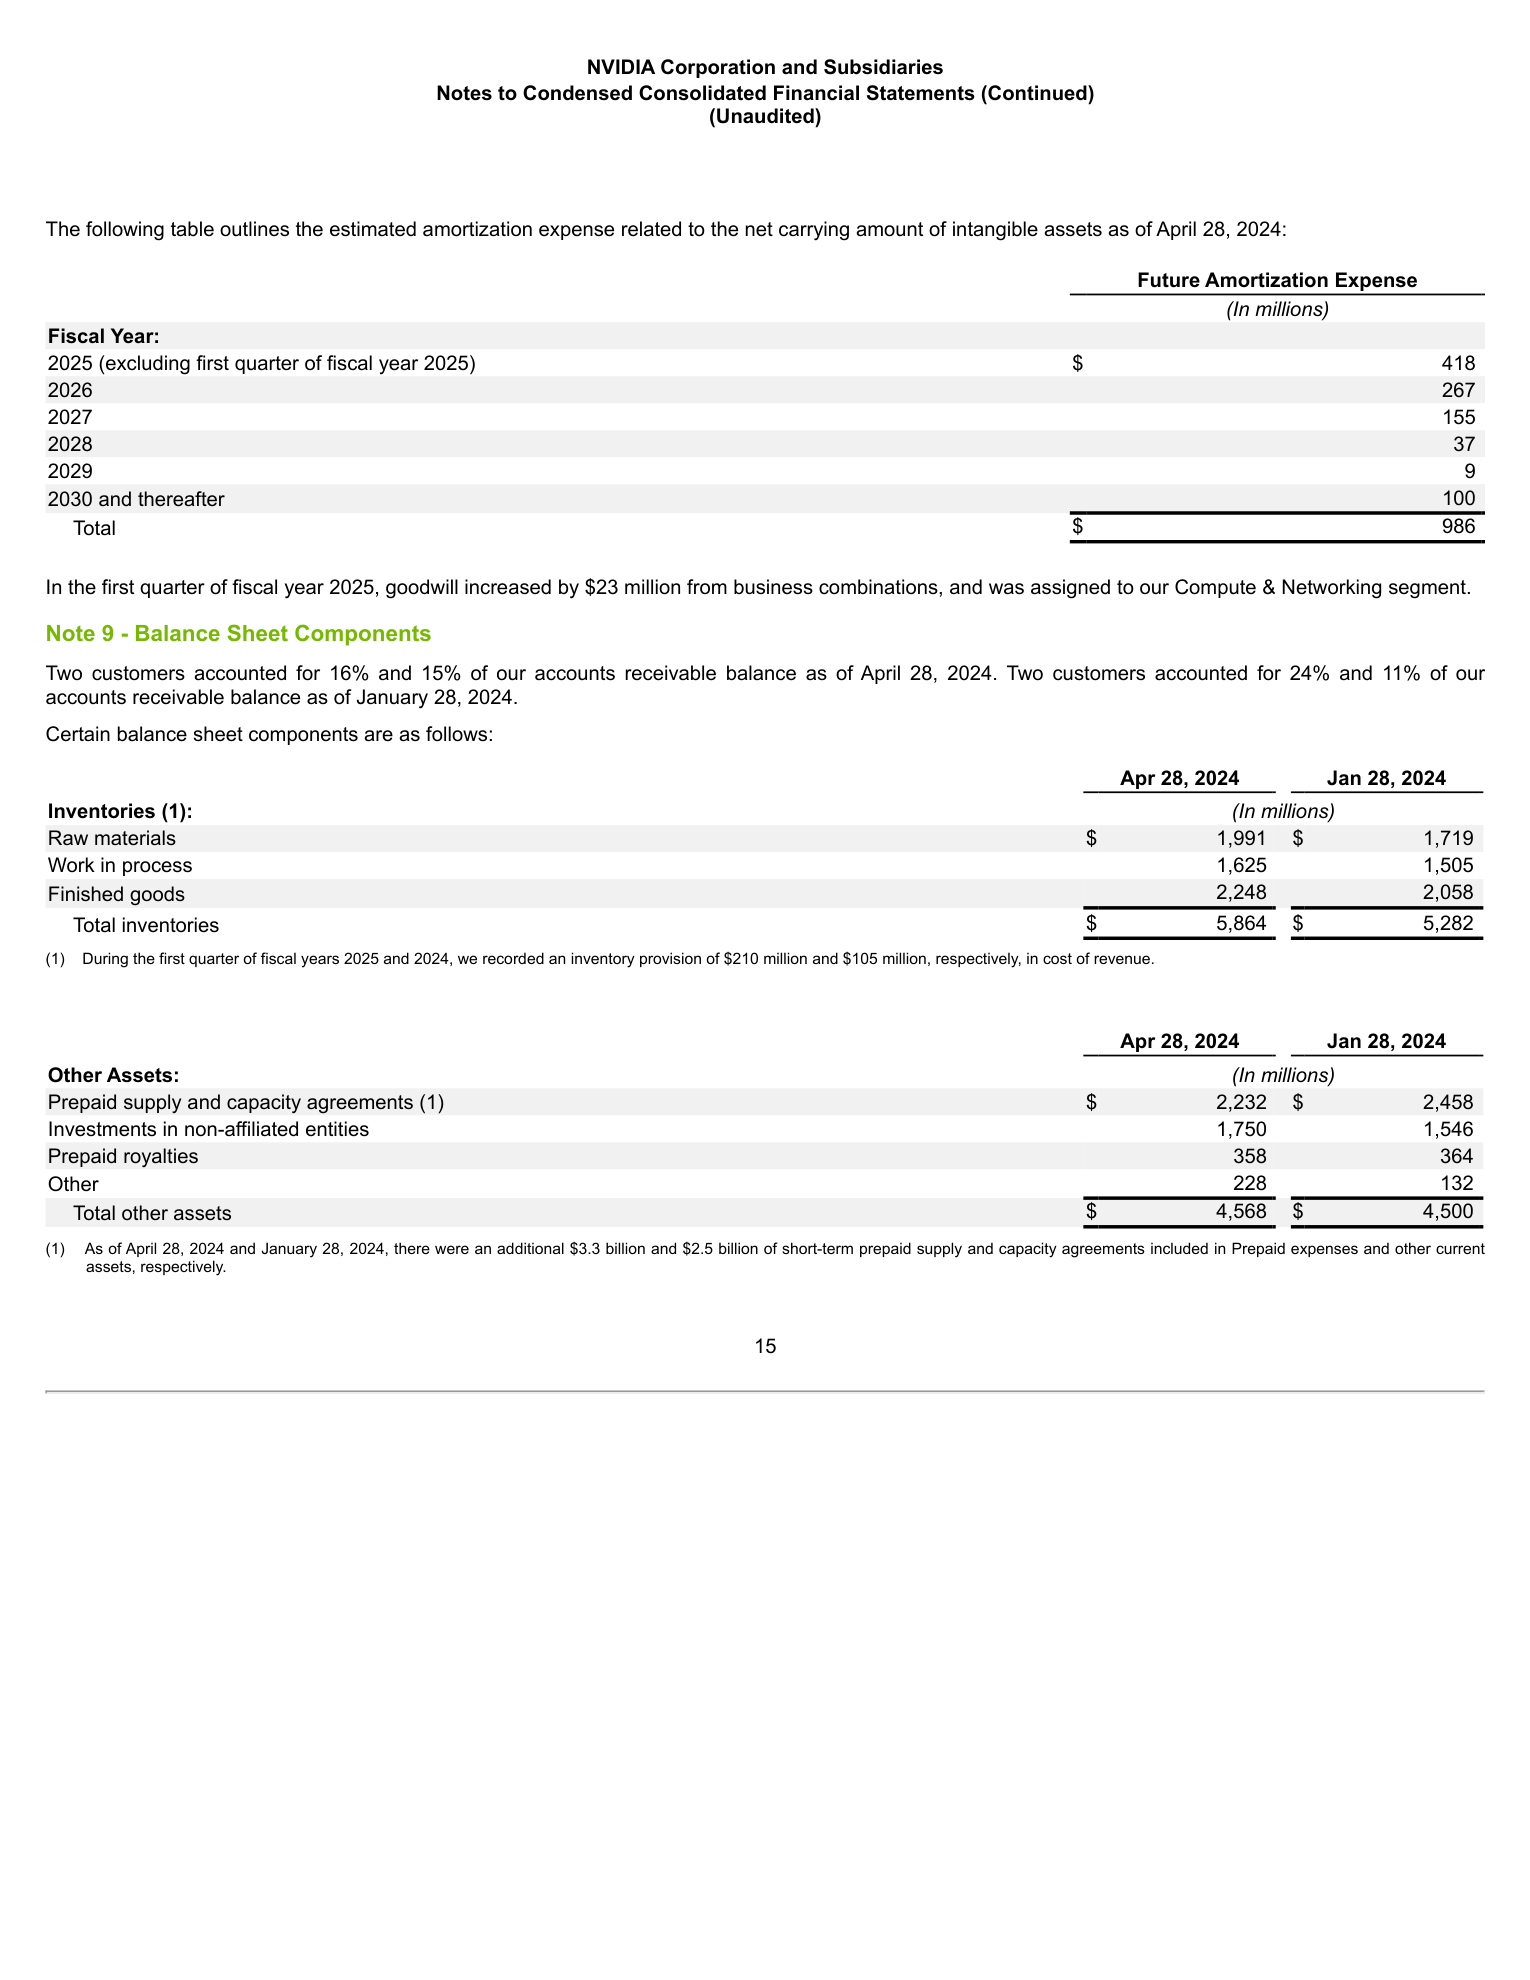 NVIDIA Corporation and Subsidiaries
Notes to Condensed Consolidated Financial Statements (Continued)
(Unaudited)
The following table outlines the estimated amortization expense related to the net carrying amount of intangible assets as of April 28, 2024:
Future Amortization Expense
(In millions)
Fiscal Year:
2025 (excluding first quarter of fiscal year 2025) $ 418
2026 267
2027 155
2028 37
2029 9
2030 and thereafter 100
Total $ 986
In the first quarter of fiscal year 2025, goodwill increased by $23 million from business combinations, and was assigned to our Compute & Networking segment.
Note 9 - Balance Sheet Components
Two customers accounted for 16% and 15% of our accounts receivable balance as of April 28, 2024. Two customers accounted for 24% and 11% of our
accounts receivable balance as of January 28, 2024.
Certain balance sheet components are as follows:
Apr 28, 2024 Jan 28, 2024
Inventories (1): (In millions)
Raw materials $ 1,991 $ 1,719
Work in process 1,625 1,505
Finished goods 2,248 2,058
Total inventories $ 5,864 $ 5,282
(1) During the first quarter of fiscal years 2025 and 2024, we recorded an inventory provision of $210 million and $105 million, respectively, in cost of revenue.
Apr 28, 2024 Jan 28, 2024
Other Assets: (In millions)
Prepaid supply and capacity agreements (1) $ 2,232 $ 2,458
Investments in non-affiliated entities 1,750 1,546
Prepaid royalties 358 364
Other 228 132
Total other assets $ 4,568 $ 4,500
(1) As of April 28, 2024 and January 28, 2024, there were an additional $3.3 billion and $2.5 billion of short-term prepaid supply and capacity agreements included in Prepaid expenses and other current
assets, respectively.
15